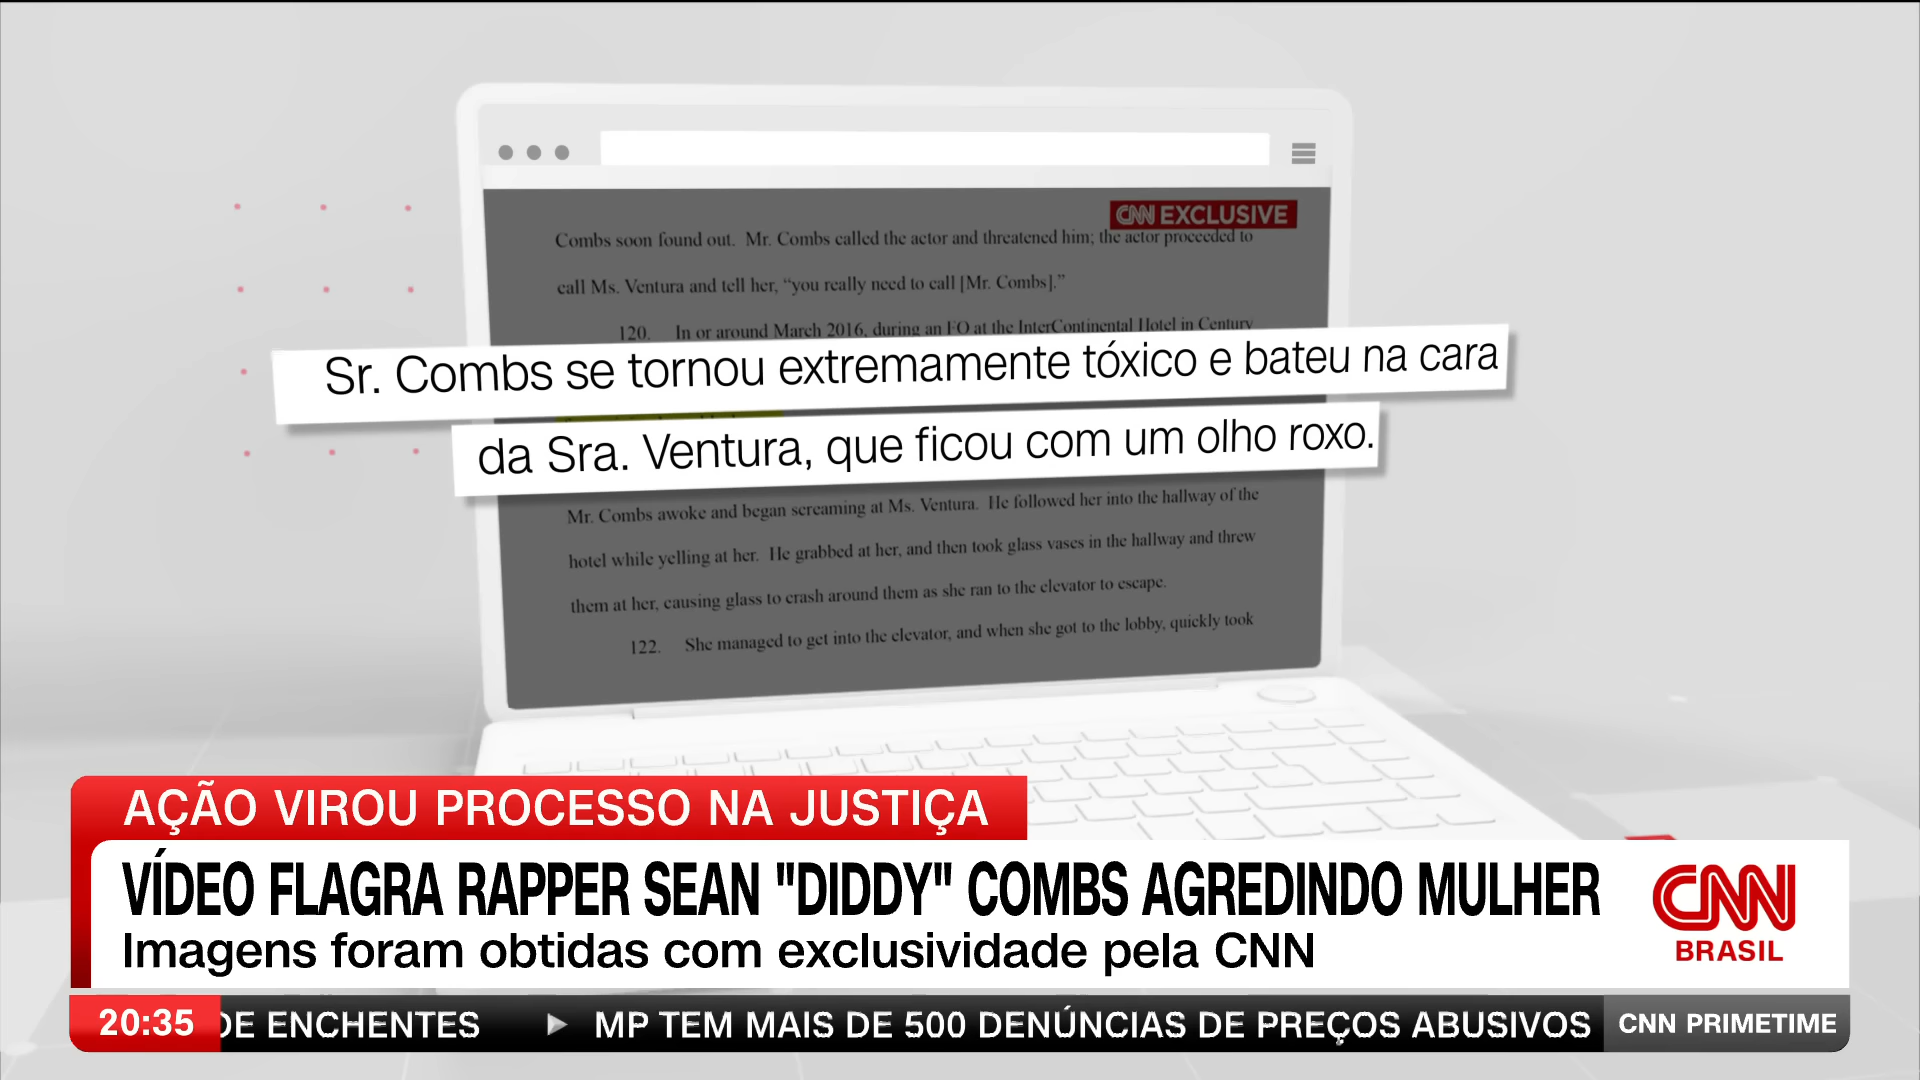 CNN EXCLUSIVE
Combs soon found out. Mr. Combs called the actor and threatened him; the actor proceeded to
call Ms. Ventura and tell her, “you really need to call [Mr. Combs].”
120. In or around March 2016, during an FO at the InterContinental Hotel in Century
Sr. Combs se tornou extremamente tóxico e bateu na cara
da Sra. Ventura, que ficou com um olho roxo.
Mr. Combs awoke and began screaming at Ms. Ventura. He followed her into the hallway of the
hotel while yelling at her. He grabbed at her, and then took glass vases in the hallway and threw
them at her, causing glass to crash around them as she ran to the elevator to escape.
122. She managed to get into the elevator, and when she got to the lobby, quickly took
AÇÃO VIROU PROCESSO NA JUSTIÇA
VÍDEO FLAGRA RAPPER SEAN "DIDDY" COMBS AGREDINDO MULHER
Imagens foram obtidas com exclusividade pela CNN
CNN
BRASIL
20:35 DE ENCHENTES MP TEM MAIS DE 500 DENÚNCIAS DE PREÇOS ABUSIVOS CNN PRIMETIME